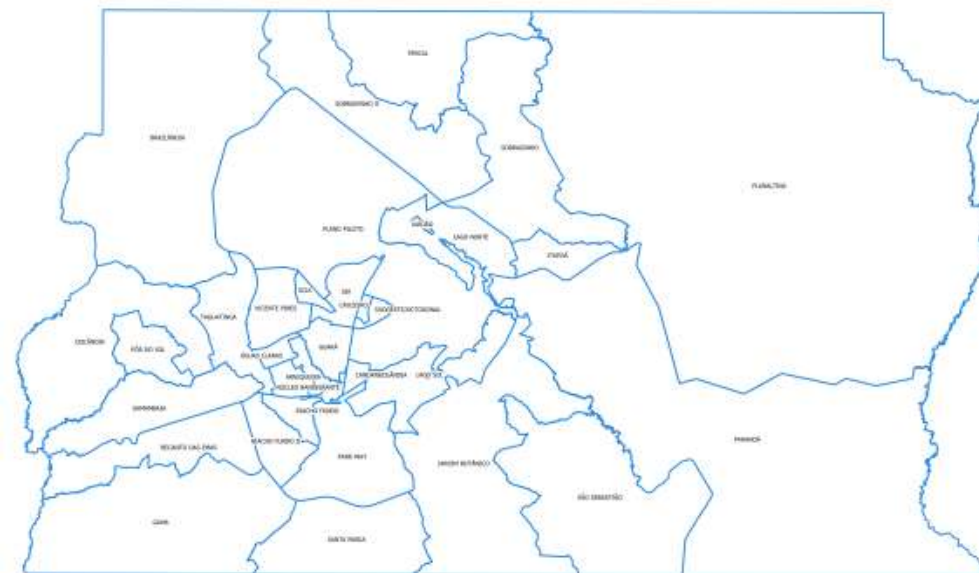 FERCAL
SOBRADINHO II
BRAZLÂNDIA
SOBRADINHO
PLANALTINA
PLANO PILOTO
VARJÃO
LAGO NORTE
ITAPOÃ
SCIA
SIA
VICENTE PIRES
CRUZEIRO
SUDOESTE/OCTOGONAL
TAGUATINGA
CEILÂNDIA
PÔR DO SOL
GUARÁ
ÁGUAS CLARAS
CANDANGOLÂNDIA
LAGO SUL
NÚCLEO BANDEIRANTE
SAMAMBAIA
RIACHO FUNDO
RIACHO FUNDO II
RECANTO DAS EMAS
PARK WAY
JARDIM BOTÂNICO
PARANOÁ
SÃO SEBASTIÃO
GAMA
SANTA MARIA